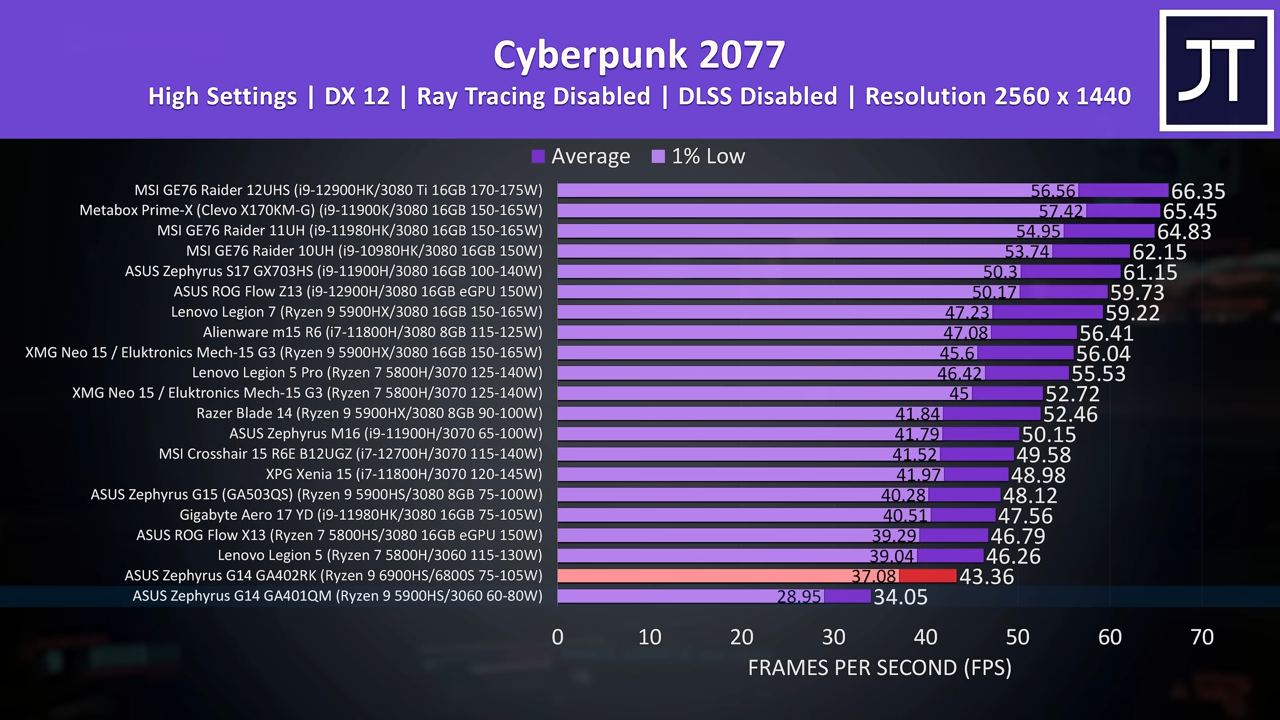 Cyberpunk 2077
High Settings | DX 12 | Ray Tracing Disabled | DLSS Disabled | Resolution 2560 x 1440
JT
Average 1% Low
MSI GE76 Raider 12UHS (i9-12900HK/3080 Ti 16GB 170-175W) 56.56 66.35
Metabox Prime-X (Clevo X170KM-G) (i9-11900K/3080 16GB 150-165W) 57.42 65.45
MSI GE76 Raider 11UH (i9-11980HK/3080 16GB 150-165W) 54.95 64.83
MSI GE76 Raider 10UH (i9-10980HK/3080 16GB 150W) 53.74 62.15
ASUS Zephyrus S17 GX703HS (i9-11900H/3080 16GB 100-140W) 50.3 61.15
ASUS ROG Flow Z13 (i9-12900H/3080 16GB eGPU 150W) 50.17 59.73
Lenovo Legion 7 (Ryzen 9 5900HX/3080 16GB 150-165W) 47.23 59.22
Alienware m15 R6 (i7-11800H/3080 8GB 115-125W) 47.08 56.41
XMG Neo 15 / Eluktronics Mech-15 G3 (Ryzen 9 5900HX/3080 16GB 150-165W) 45.6 56.04
Lenovo Legion 5 Pro (Ryzen 7 5800H/3070 125-140W) 46.42 55.53
XMG Neo 15 / Eluktronics Mech-15 G3 (Ryzen 7 5800H/3070 125-140W) 45 52.72
Razer Blade 14 (Ryzen 9 5900HX/3080 8GB 90-100W) 41.84 52.46
ASUS Zephyrus M16 (i9-11900H/3070 65-100W) 41.79 50.15
MSI Crosshair 15 R6E B12UGZ (i7-12700H/3070 115-140W) 41.52 49.58
XPG Xenia 15 (i7-11800H/3070 120-145W) 41.97 48.98
ASUS Zephyrus G15 (GA503QS) (Ryzen 9 5900HS/3080 8GB 75-100W) 40.28 48.12
Gigabyte Aero 17 YD (i9-11980HK/3080 16GB 75-105W) 40.51 47.56
ASUS ROG Flow X13 (Ryzen 7 5800HS/3080 16GB eGPU 150W) 39.29 46.79
Lenovo Legion 5 (Ryzen 7 5800H/3060 115-130W) 39.04 46.26
ASUS Zephyrus G14 GA402RK (Ryzen 9 6900HS/6800S 75-105W) 37.08 43.36
ASUS Zephyrus G14 GA401QM (Ryzen 9 5900HS/3060 60-80W) 28.95 34.05
0 10 20 30 40 50 60 70
FRAMES PER SECOND (FPS)